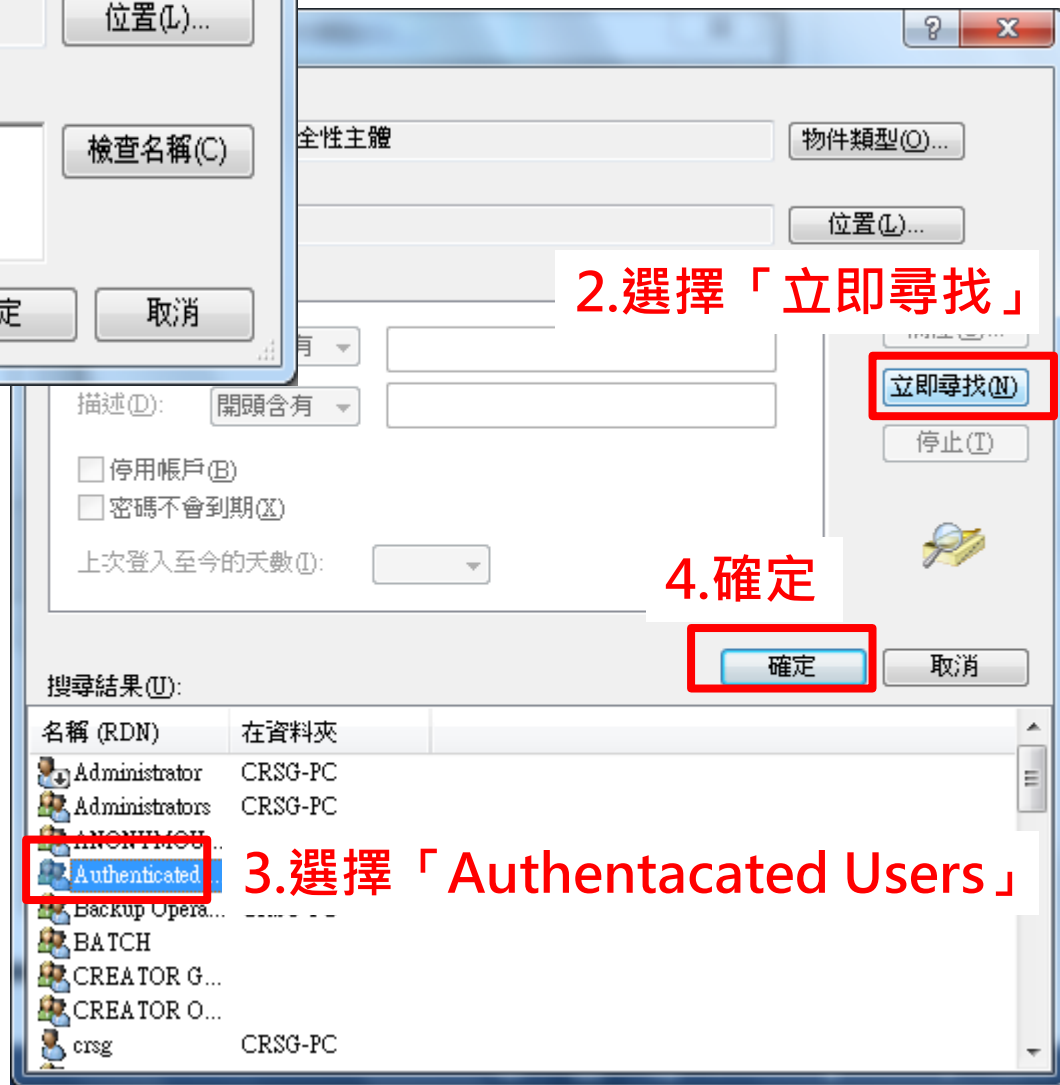 位置(L)...
檢查名稱(C)
定
取消
全性主體
物件類型(O)...
位置(L)...
2.選擇「立即尋找」
有
立即尋找(N)
描述(D):
開頭含有
停止(T)
停用帳戶(B)
密碼不會到期(X)
上次登入至今的天數(I):
4.確定
確定
取消
搜尋結果(U):
名稱 (RDN)
在資料夾
Administrator
CRSG-PC
Administrators
CRSG-PC
ANONYMOU...
Authenticated ...
3.選擇「Authentacated Users」
Backup Opera...
BATCH
CREATOR G...
CREATOR O...
crsg
CRSG-PC